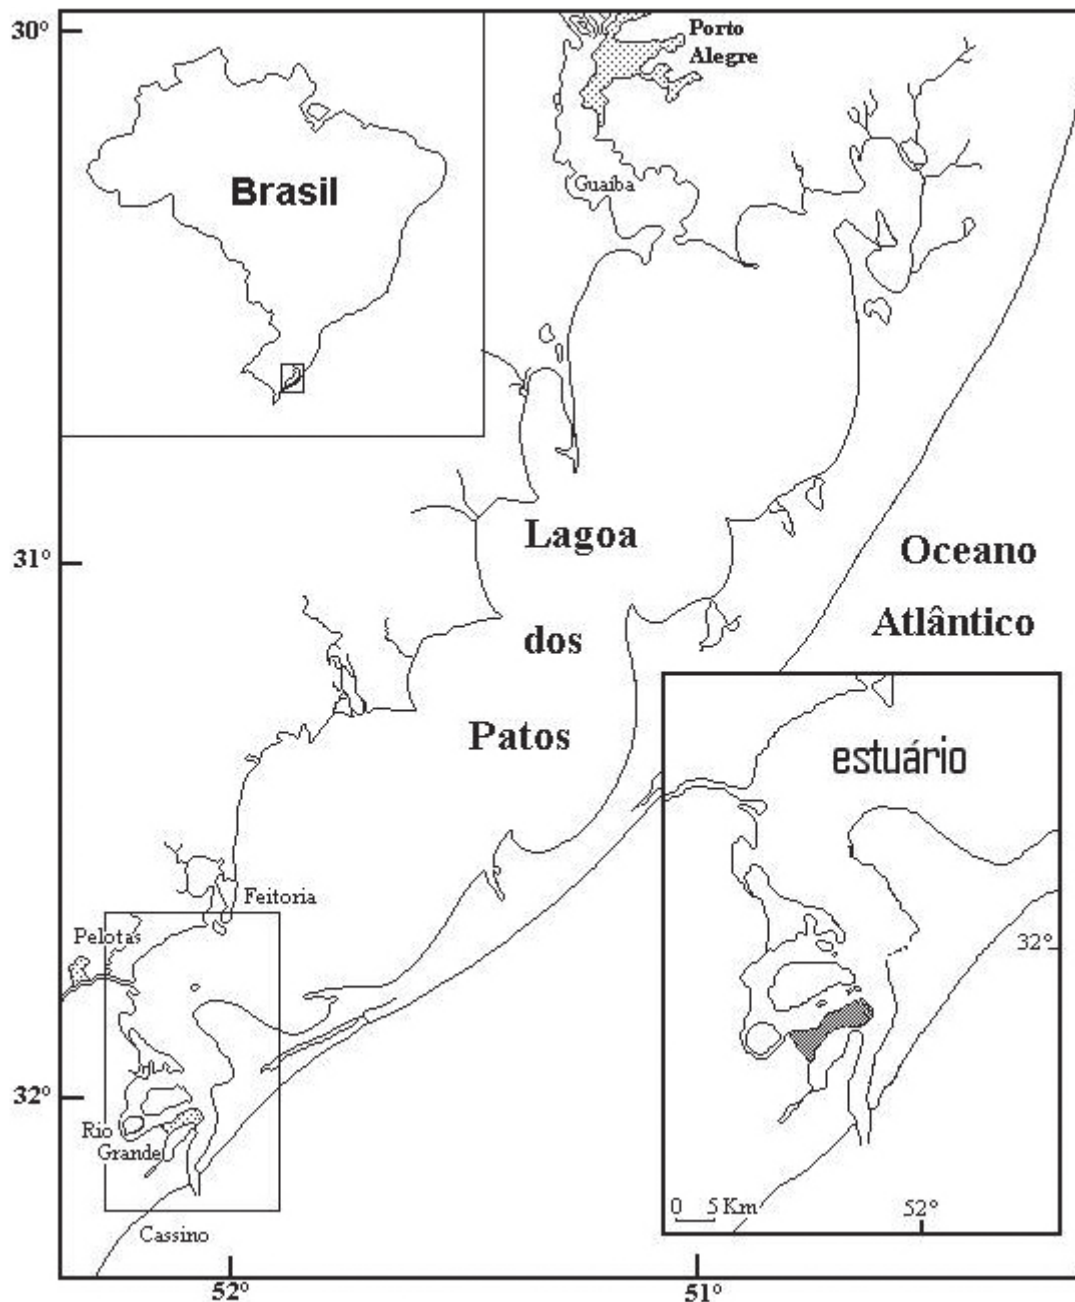 30°
Porto
Alegre
Brasil
Guaíba
Lagoa
dos
Patos
Oceano
Atlântico
31°
estuário
Feitoria
Pelotas
32°
32°
Rio
Grande
Cassino
0 5 Km
52°
52°
51°